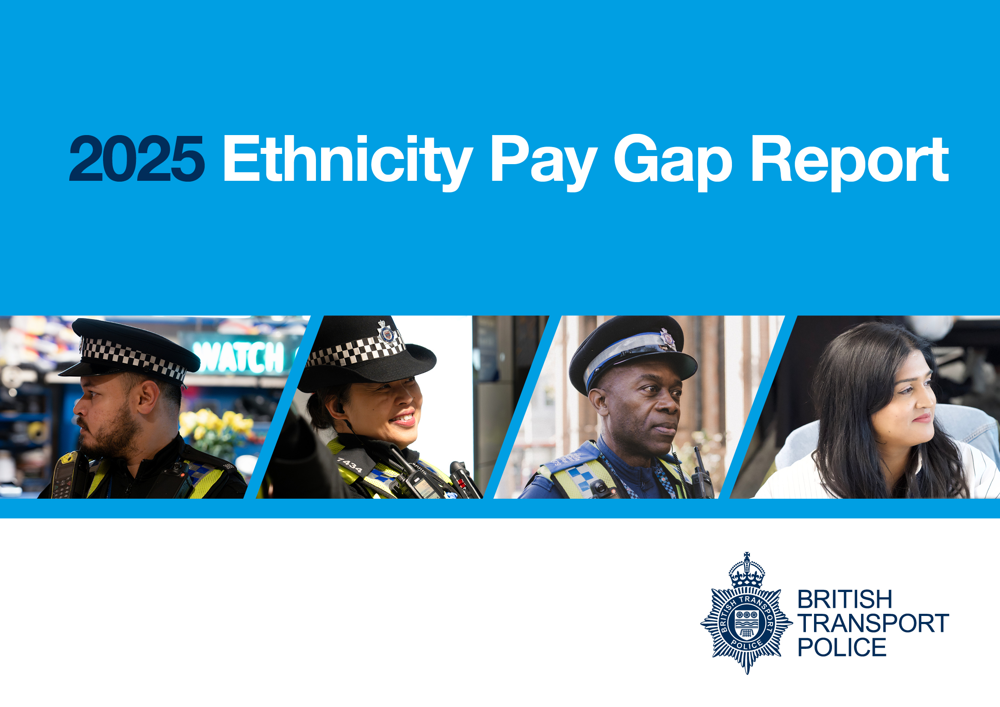 2025 Ethnicity Pay Gap Report
WATCH
7434
BRITISH TRANSPORT
POLICE
BRITISH
TRANSPORT
POLICE